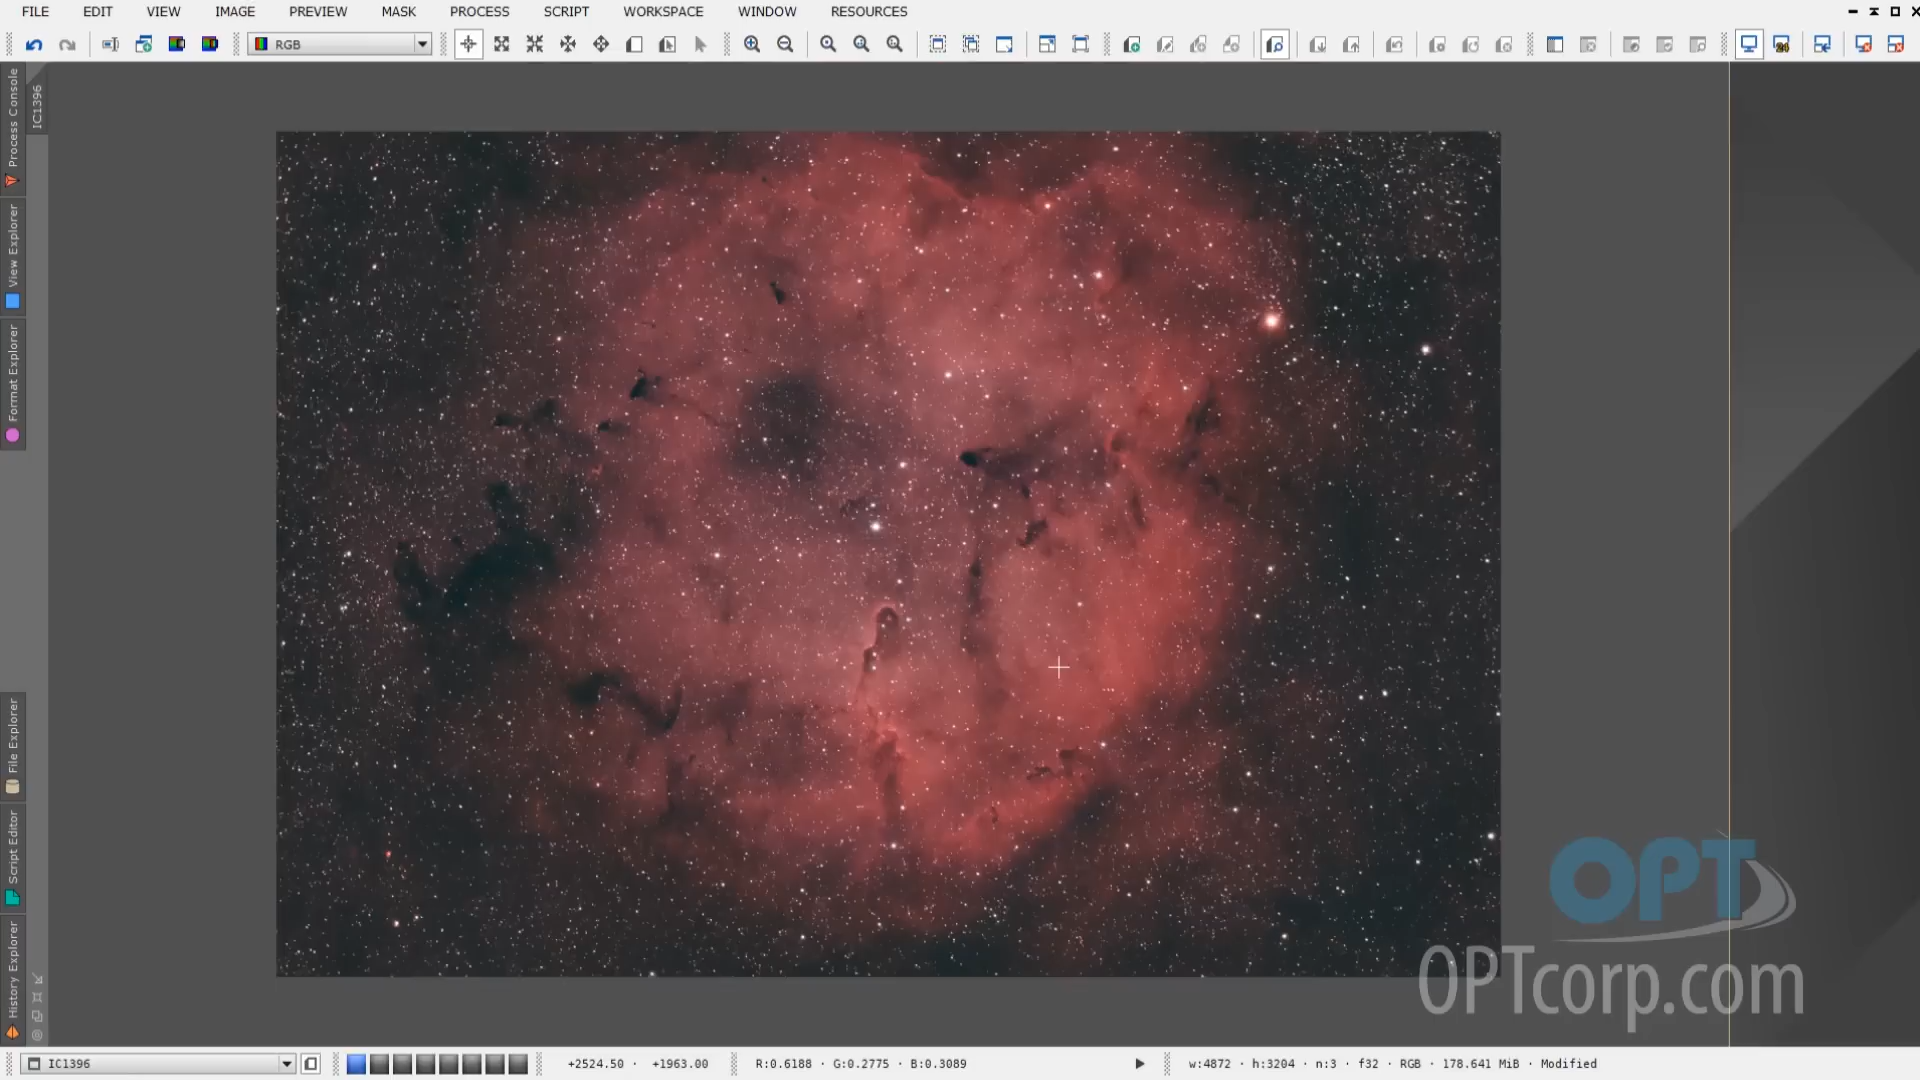 FILE EDIT VIEW IMAGE PREVIEW MASK PROCESS SCRIPT WORKSPACE WINDOW RESOURCES
RGB
24
Process Console
View Explorer
Format Explorer
File Explorer
Script Editor
History Explorer
IC1396
OPT
OPTcorp.com
IC1396
+2524.50 · +1963.00
R:0.6188 · G:0.2775 · B:0.3089
w:4872 · h:3204 · n:3 · f32 · RGB · 178.641 MiB · Modified